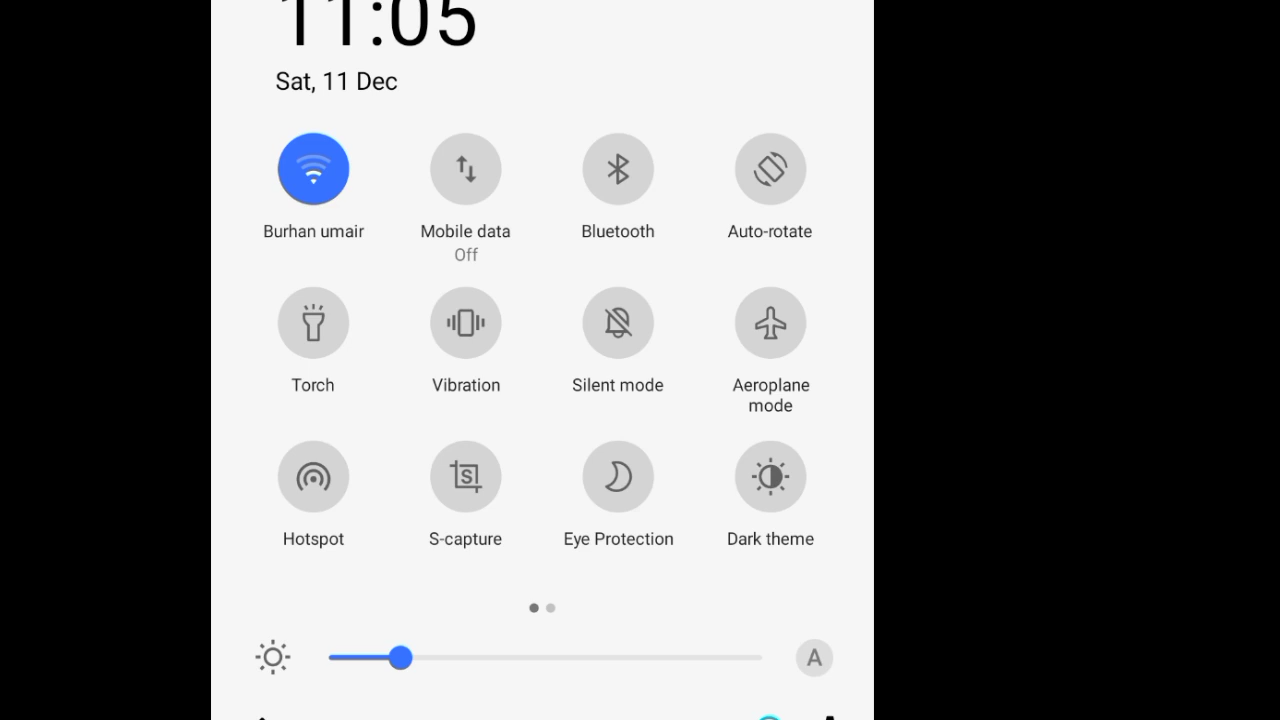 11:05
Sat, 11 Dec
Burhan umair
Mobile data
Off
Bluetooth
Auto-rotate
Torch
Vibration
Silent mode
Aeroplane
mode
Hotspot
S-capture
Eye Protection
Dark theme
A